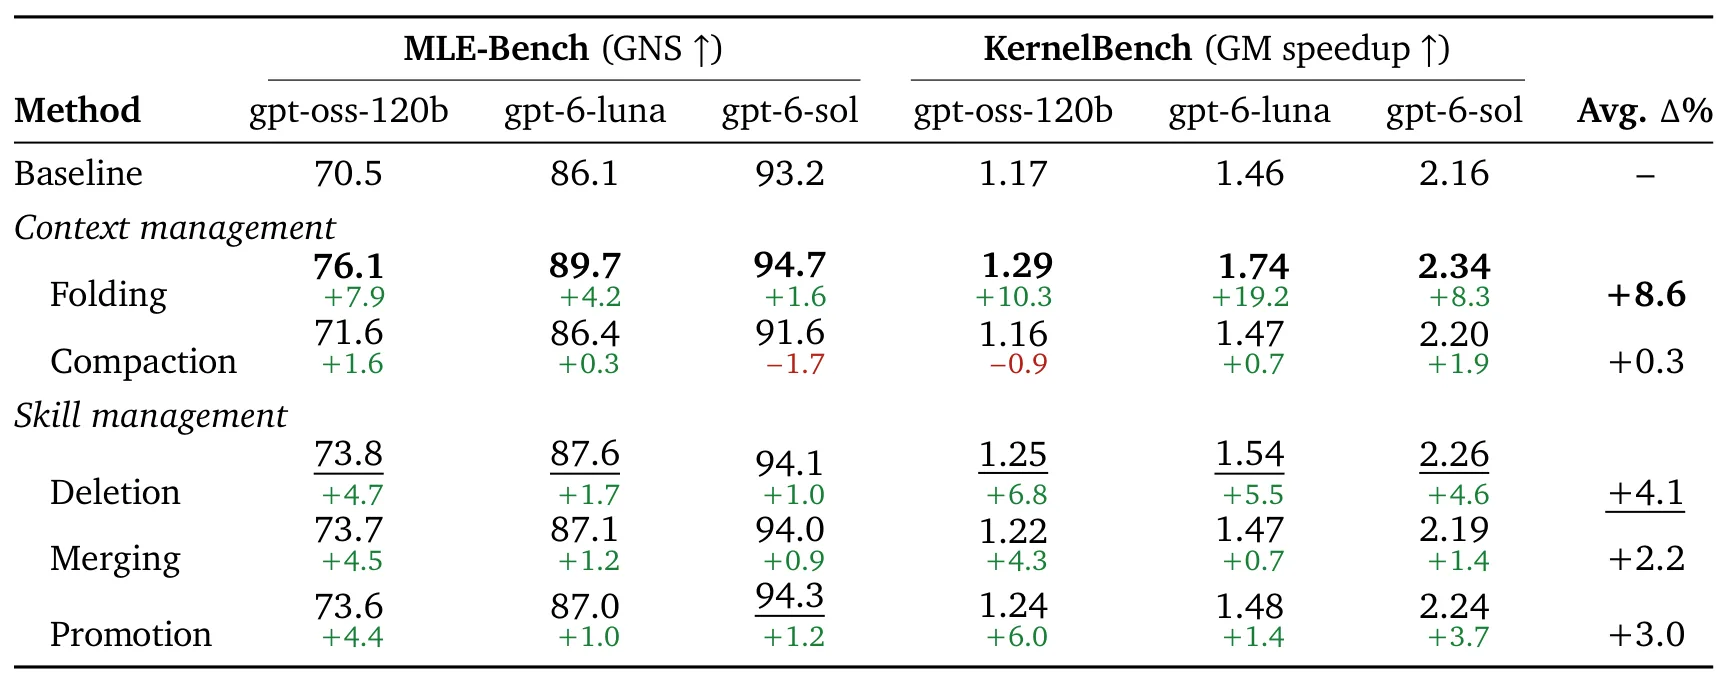 MLE-Bench (GNS ↑) KernelBench (GM speedup ↑)
Method gpt-oss-120b gpt-6-luna gpt-6-sol gpt-oss-120b gpt-6-luna gpt-6-sol Avg. Δ%
Baseline 70.5 86.1 93.2 1.17 1.46 2.16 –
Context management
76.1 89.7 94.7 1.29 1.74 2.34
Folding +7.9 +4.2 +1.6 +10.3 +19.2 +8.3 +8.6
71.6 86.4 91.6 1.16 1.47 2.20
Compaction +1.6 +0.3 –1.7 –0.9 +0.7 +1.9 +0.3
Skill management
73.8 87.6 94.1 1.25 1.54 2.26
Deletion +4.7 +1.7 +1.0 +6.8 +5.5 +4.6 +4.1
73.7 87.1 94.0 1.22 1.47 2.19
Merging +4.5 +1.2 +0.9 +4.3 +0.7 +1.4 +2.2
73.6 87.0 94.3 1.24 1.48 2.24
Promotion +4.4 +1.0 +1.2 +6.0 +1.4 +3.7 +3.0